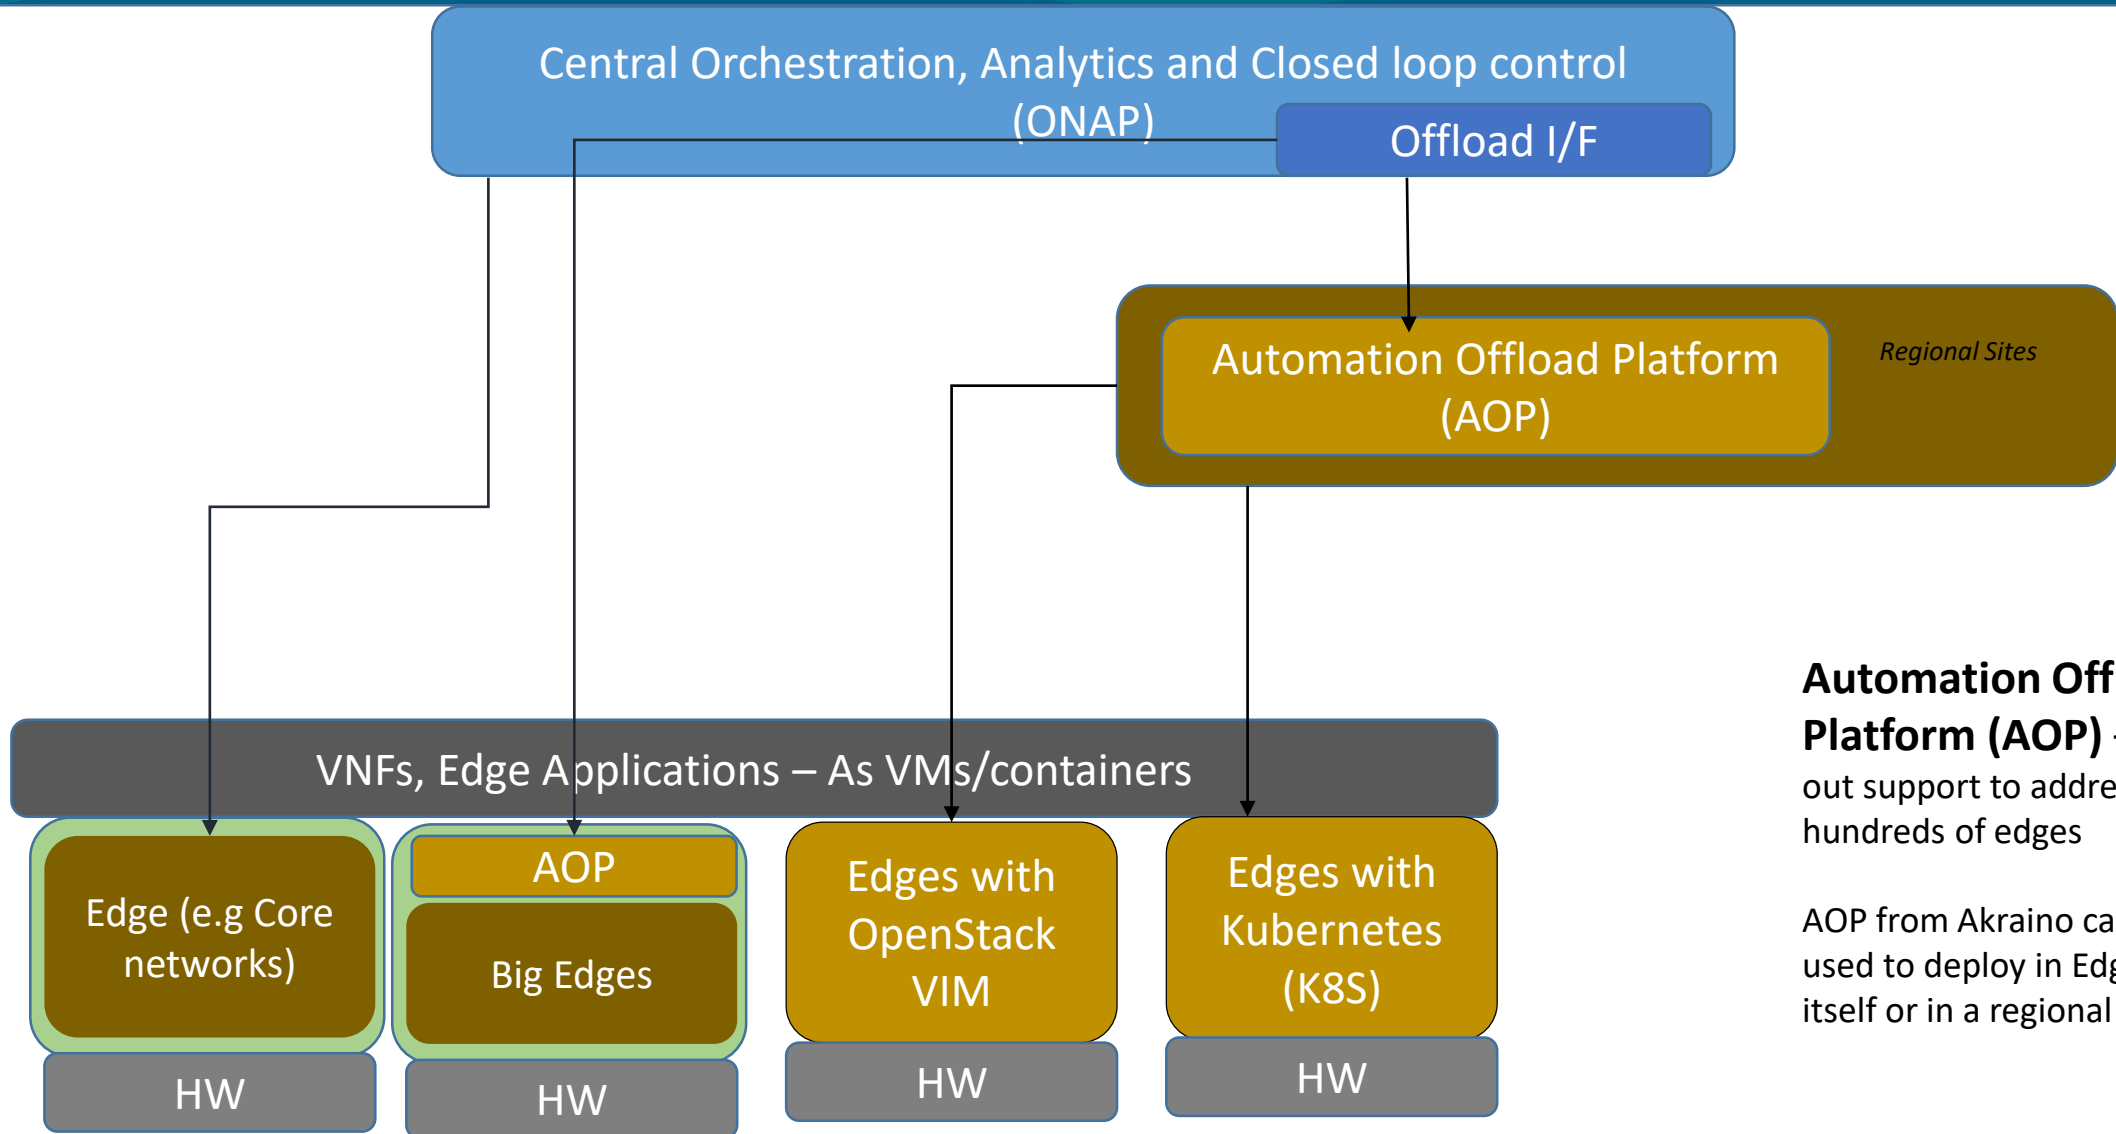 Central Orchestration, Analytics and Closed loop control
(ONAP)
Offload I/F
Automation Offload Platform
(AOP)
Regional Sites
VNFs, Edge Applications – As VMs/containers
Edge (e.g Core
networks)
HW
AOP
Big Edges
HW
Edges with
OpenStack
VIM
HW
Edges with
Kubernetes
(K8S)
HW
Automation Off
Platform (AOP)
out support to addre
hundreds of edges
AOP from Akraino ca
used to deploy in Edg
itself or in a regional